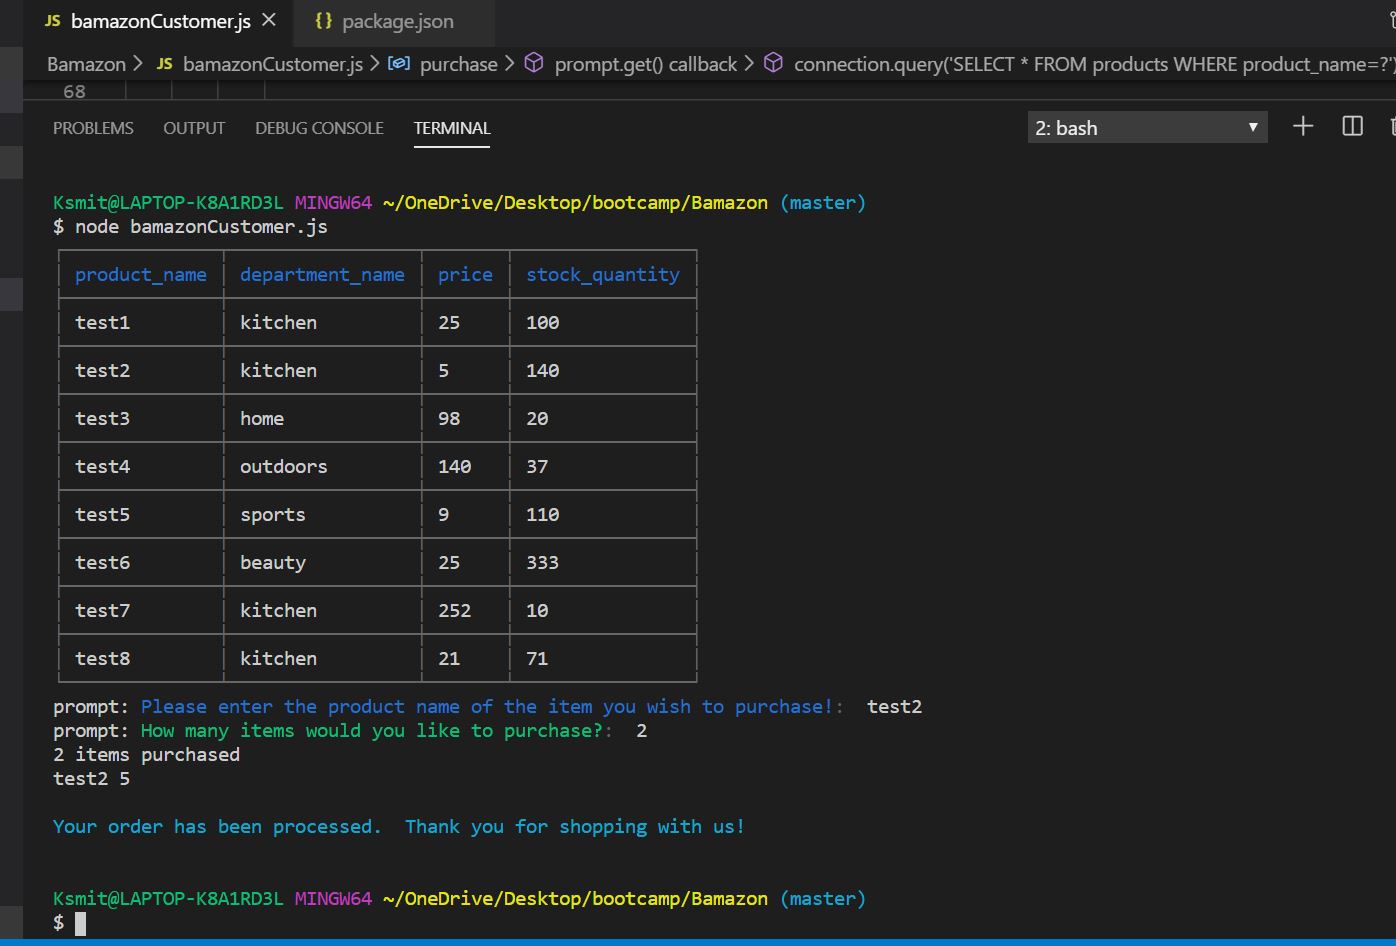 JS bamazonCustomer.js × {} package.json
Bamazon > JS bamazonCustomer.js > purchase > prompt.get() callback > connection.query('SELECT * FROM products WHERE product_name=?')
68
PROBLEMS OUTPUT DEBUG CONSOLE TERMINAL 2: bash
Ksmit@LAPTOP-K8A1RD3L MINGW64 ~/OneDrive/Desktop/bootcamp/Bamazon (master)
$ node bamazonCustomer.js
product_name department_name price stock_quantity
test1 kitchen 25 100
test2 kitchen 5 140
test3 home 98 20
test4 outdoors 140 37
test5 sports 9 110
test6 beauty 25 333
test7 kitchen 252 10
test8 kitchen 21 71
prompt: Please enter the product name of the item you wish to purchase!:  test2
prompt: How many items would you like to purchase?:  2
2 items purchased
test2 5
Your order has been processed.  Thank you for shopping with us!
Ksmit@LAPTOP-K8A1RD3L MINGW64 ~/OneDrive/Desktop/bootcamp/Bamazon (master)
$